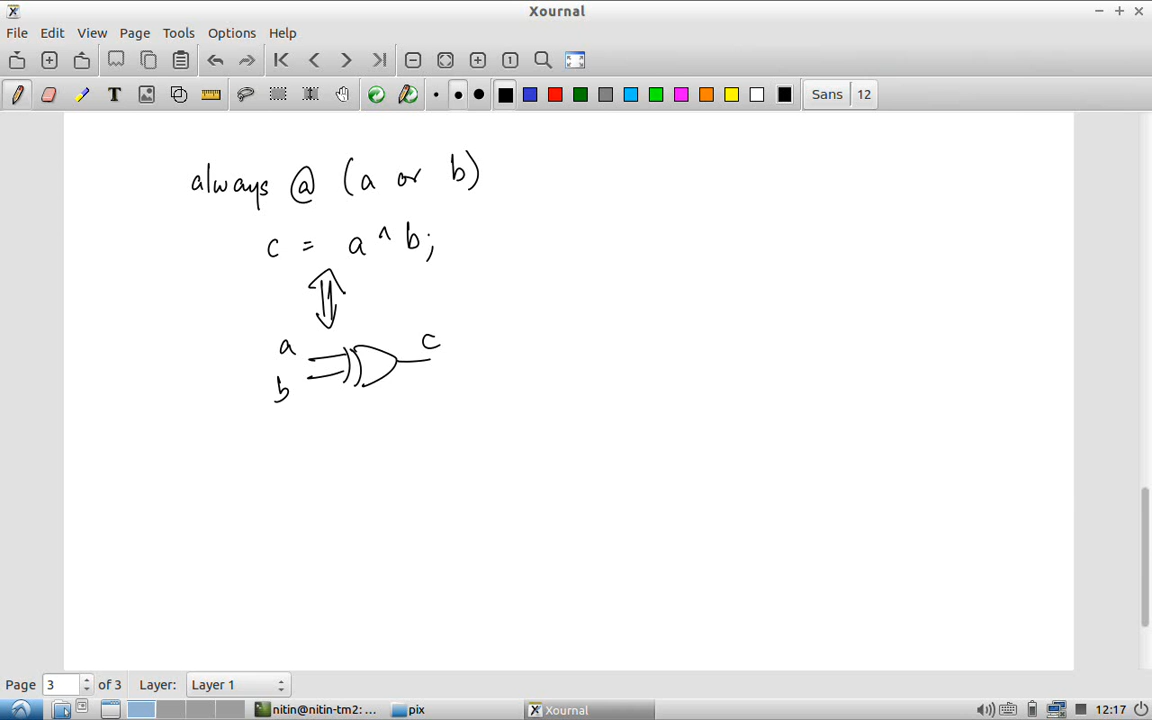 Xournal
File Edit View Page Tools Options Help
Sans 12
always @ (a or b)
c = a ^ b;
a
c
b
Page 3 of 3 Layer: Layer 1
nitin@nitin-tm2: ... pix Xournal 12:17